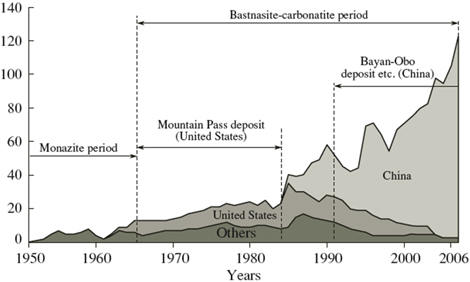 140
120
100
80
60
40
20
0
Bastnasite-carbonatite period
Bayan-Obo
deposit etc. (China)
Mountain Pass deposit
(United States)
Monazite period
China
United States
Others
1950 1960 1970 1980 1990 2000 2006
Years